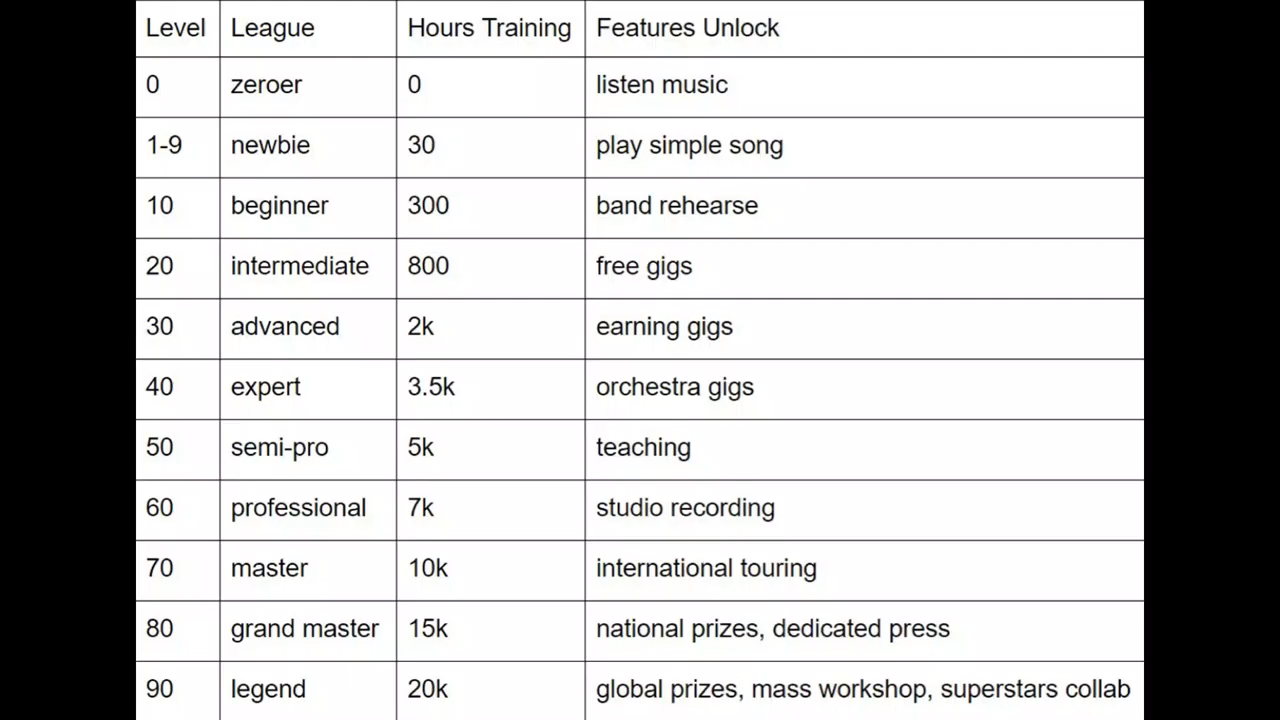 Level League Hours Training Features Unlock
0 zeroer 0 listen music
1-9 newbie 30 play simple song
10 beginner 300 band rehearse
20 intermediate 800 free gigs
30 advanced 2k earning gigs
40 expert 3.5k orchestra gigs
50 semi-pro 5k teaching
60 professional 7k studio recording
70 master 10k international touring
80 grand master 15k national prizes, dedicated press
90 legend 20k global prizes, mass workshop, superstars collab